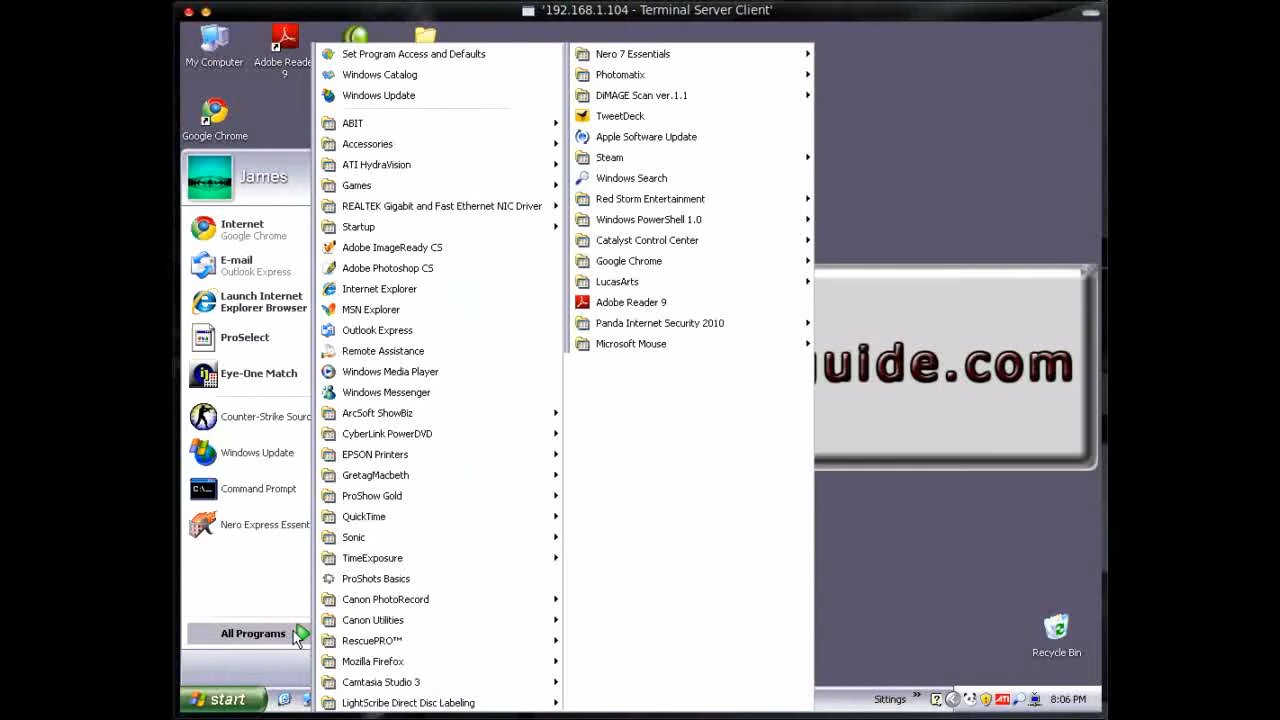 '192.168.1.104 - Terminal Server Client'
My Computer
Adobe Reade
9
Google Chrome
James
Internet
Google Chrome
E-mail
Outlook Express
Launch Internet
Explorer Browser
ProSelect
Eye-One Match
Counter-Strike Sourc
Windows Update
Command Prompt
Nero Express Essent
All Programs
start
Set Program Access and Defaults
Windows Catalog
Windows Update
ABIT
Accessories
ATI HydraVision
Games
REALTEK Gigabit and Fast Ethernet NIC Driver
Startup
Adobe ImageReady CS
Adobe Photoshop CS
Internet Explorer
MSN Explorer
Outlook Express
Remote Assistance
Windows Media Player
Windows Messenger
ArcSoft ShowBiz
CyberLink PowerDVD
EPSON Printers
GretagMacbeth
ProShow Gold
QuickTime
Sonic
TimeExposure
ProShots Basics
Canon PhotoRecord
Canon Utilities
RescuePRO™
Mozilla Firefox
Camtasia Studio 3
LightScribe Direct Disc Labeling
Nero 7 Essentials
Photomatix
DiMAGE Scan ver.1.1
TweetDeck
Apple Software Update
Steam
Windows Search
Red Storm Entertainment
Windows PowerShell 1.0
Catalyst Control Center
Google Chrome
LucasArts
Adobe Reader 9
Panda Internet Security 2010
Microsoft Mouse
uide.com
Recycle Bin
Sittings
ATI
8:06 PM